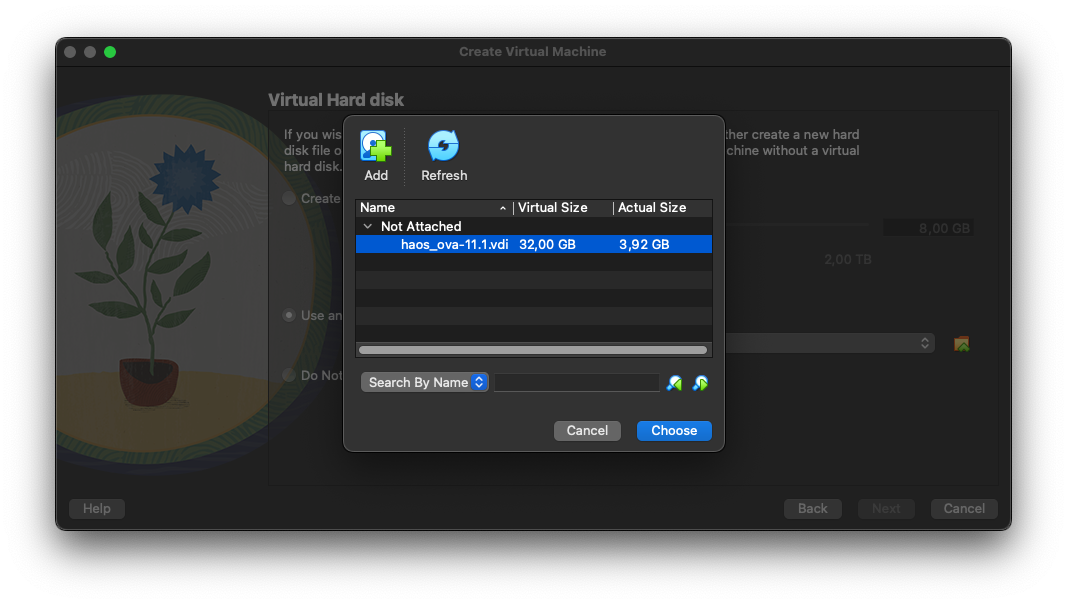 Create Virtual Machine
Virtual Hard disk
If you wis
ther create a new hard
disk file o
chine without a virtual
hard disk.
Add
Refresh
Create
Name
Virtual Size
Actual Size
Not Attached
8,00 GB
haos_ova-11.1.vdi
32,00 GB
3,92 GB
2,00 TB
Use an
Do Not
Search By Name
Cancel
Choose
Help
Back
Next
Cancel